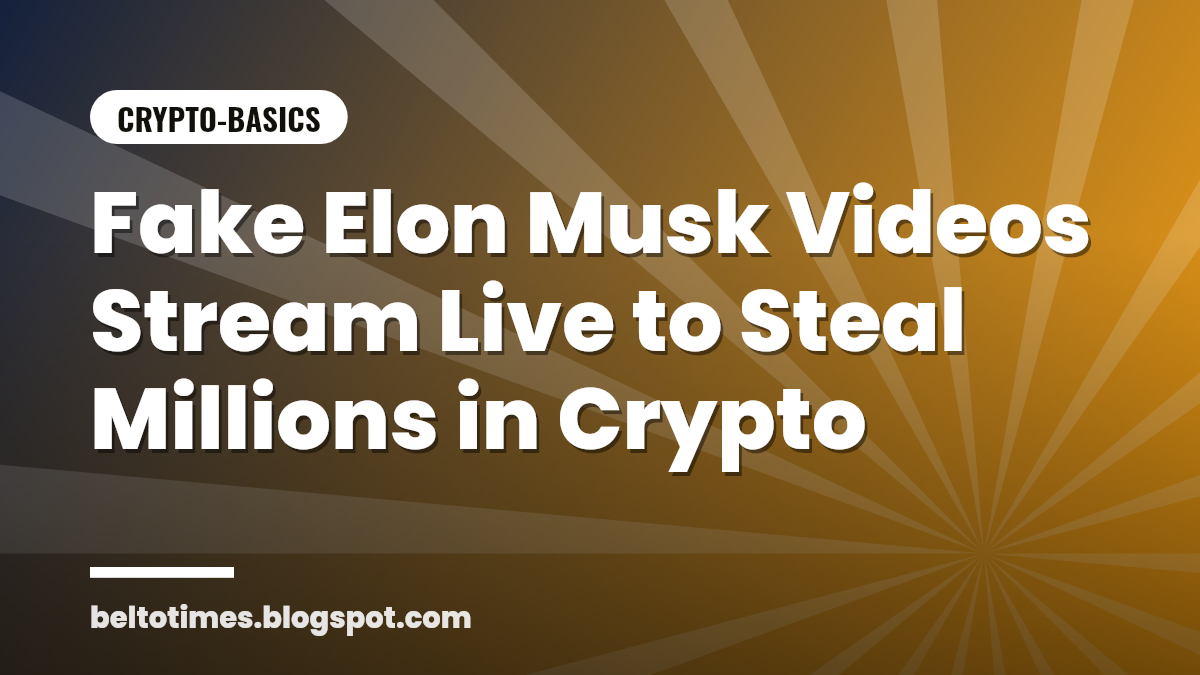 CRYPTO-BASICS
Fake Elon Musk Videos
Stream Live to Steal
Millions in Crypto
beltotimes.blogspot.com